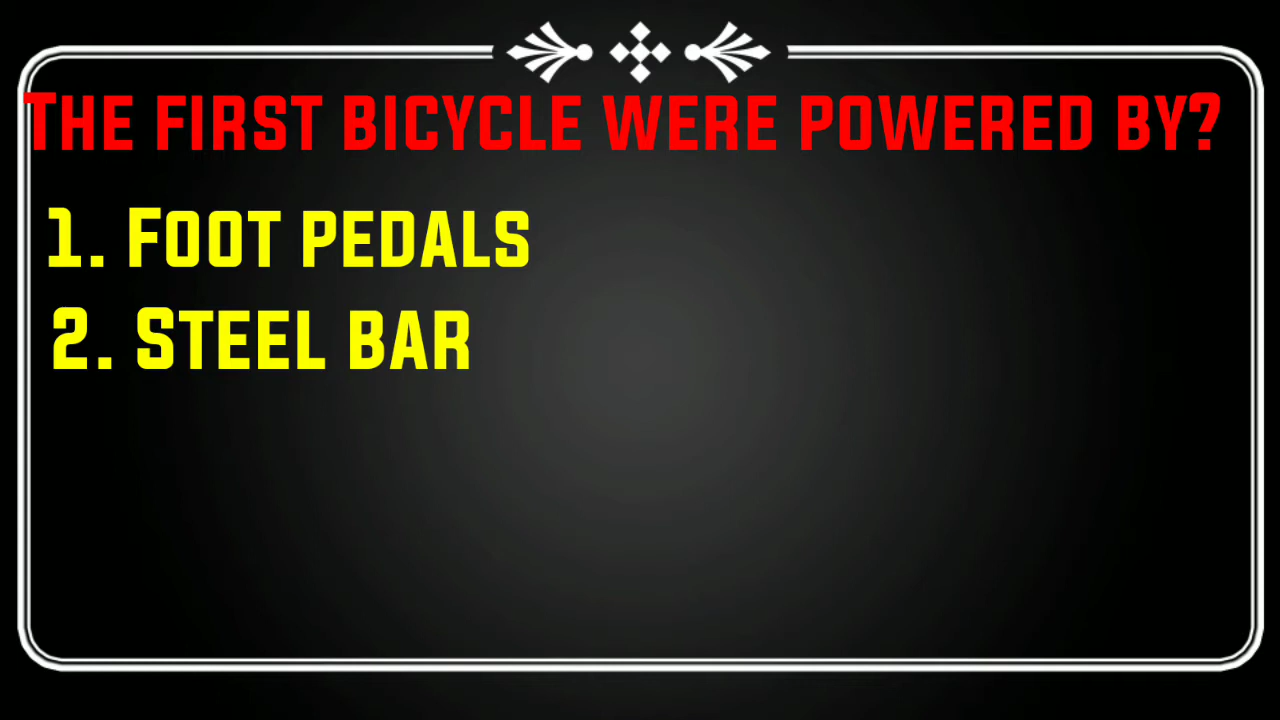 The first bicycle were powered by?
1. Foot pedals
2. Steel bar